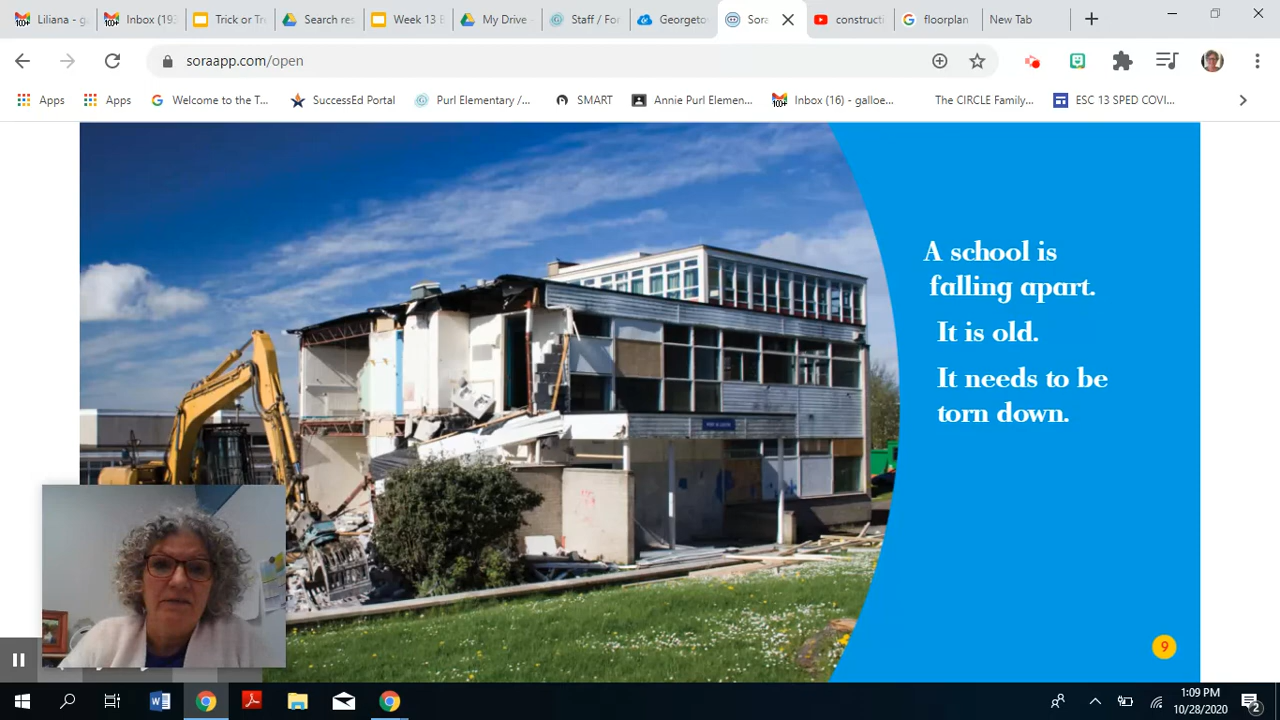 Liliana -
Inbox (193
Trick or Tr
Search res
Week 13 B
My Drive -
Staff / For
Georgetow
Sora
constructi
floorplan
New Tab
soraapp.com/open
Apps
Apps
Welcome to the T...
SuccessEd Portal
Purl Elementary /...
SMART
Annie Purl Elemen...
Inbox (16) - galloe...
The CIRCLE Family...
ESC 13 SPED COVI...
A school is
falling apart.
It is old.
It needs to be
torn down.
9
1:09 PM
10/28/2020
2